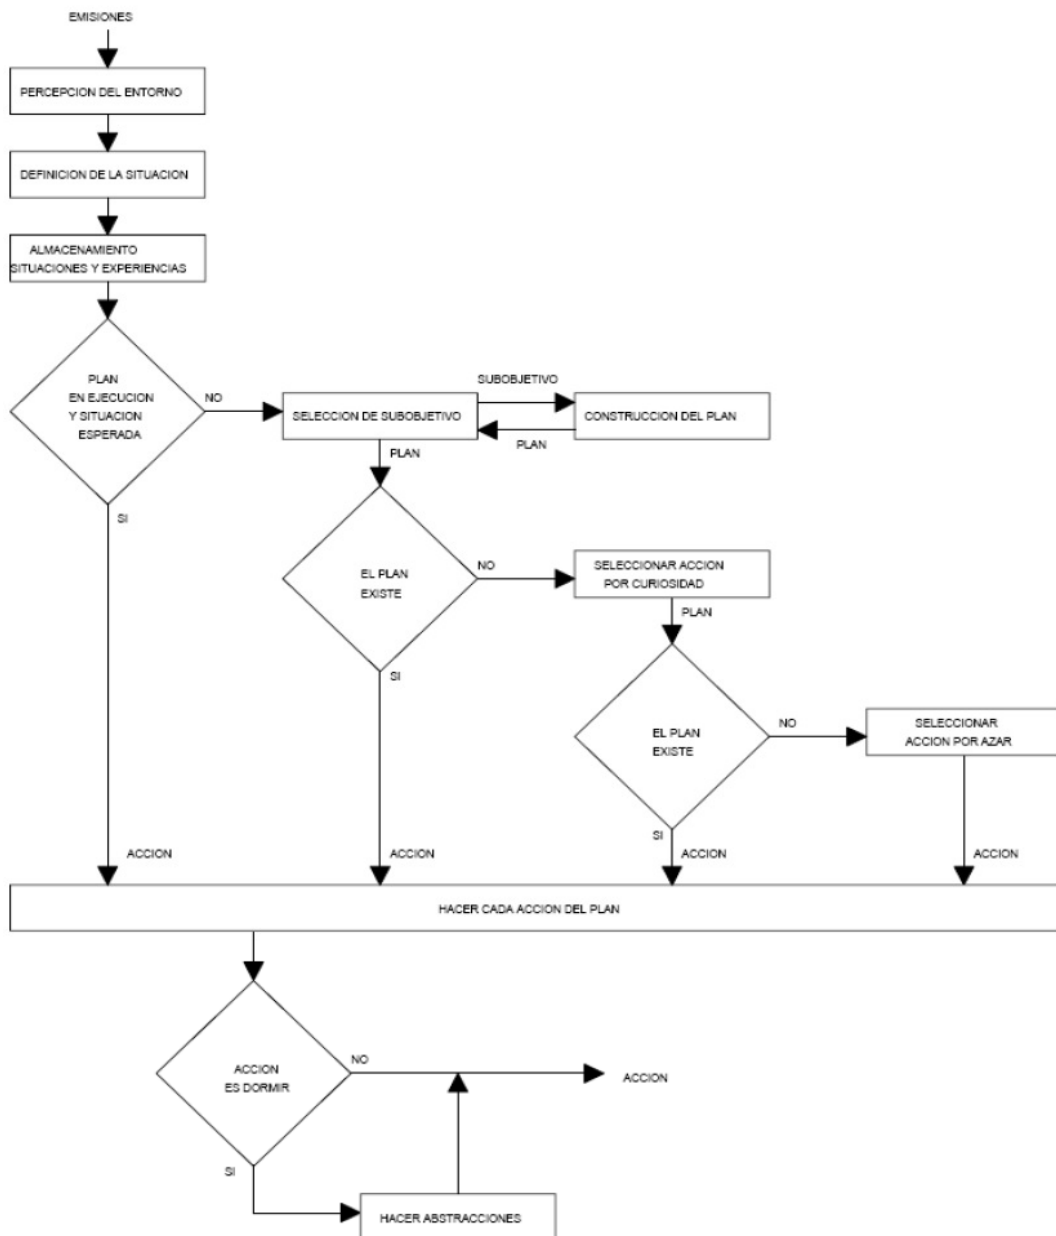 EMISIONES
PERCEPCION DEL ENTORNO
DEFINICION DE LA SITUACION
ALMACENAMIENTO
SITUACIONES Y EXPERIENCIAS
PLAN
EN EJECUCION
Y SITUACION
ESPERADA
NO
SI
SELECCION DE SUBOBJETIVO
SUBOBJETIVO
CONSTRUCCION DEL PLAN
PLAN
PLAN
EL PLAN
EXISTE
NO
SI
SELECCIONAR ACCION
POR CURIOSIDAD
PLAN
EL PLAN
EXISTE
NO
SI
SELECCIONAR
ACCION POR AZAR
ACCION
ACCION
ACCION
ACCION
HACER CADA ACCION DEL PLAN
ACCION
ES DORMIR
NO
ACCION
SI
HACER ABSTRACCIONES